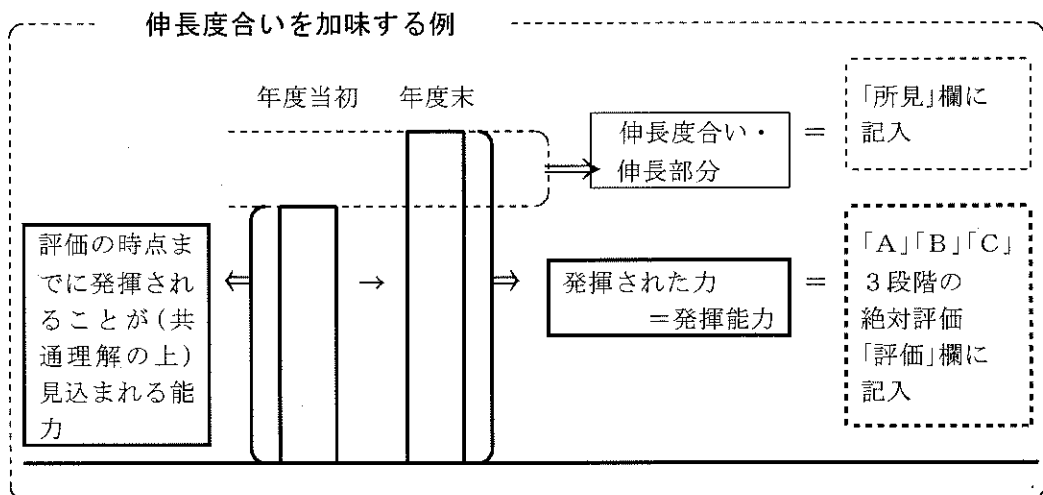 伸長度合いを加味する例
年度当初 年度末
伸長度合い・
伸長部分
＝
「所見」欄に
記入
評価の時点ま
でに発揮され
ることが(共
通理解の上)
見込まれる能
力
⇐
→
⇒
発揮された力
＝発揮能力
＝
「A」「B」「C」
３段階の
絶対評価
「評価」欄に
記入